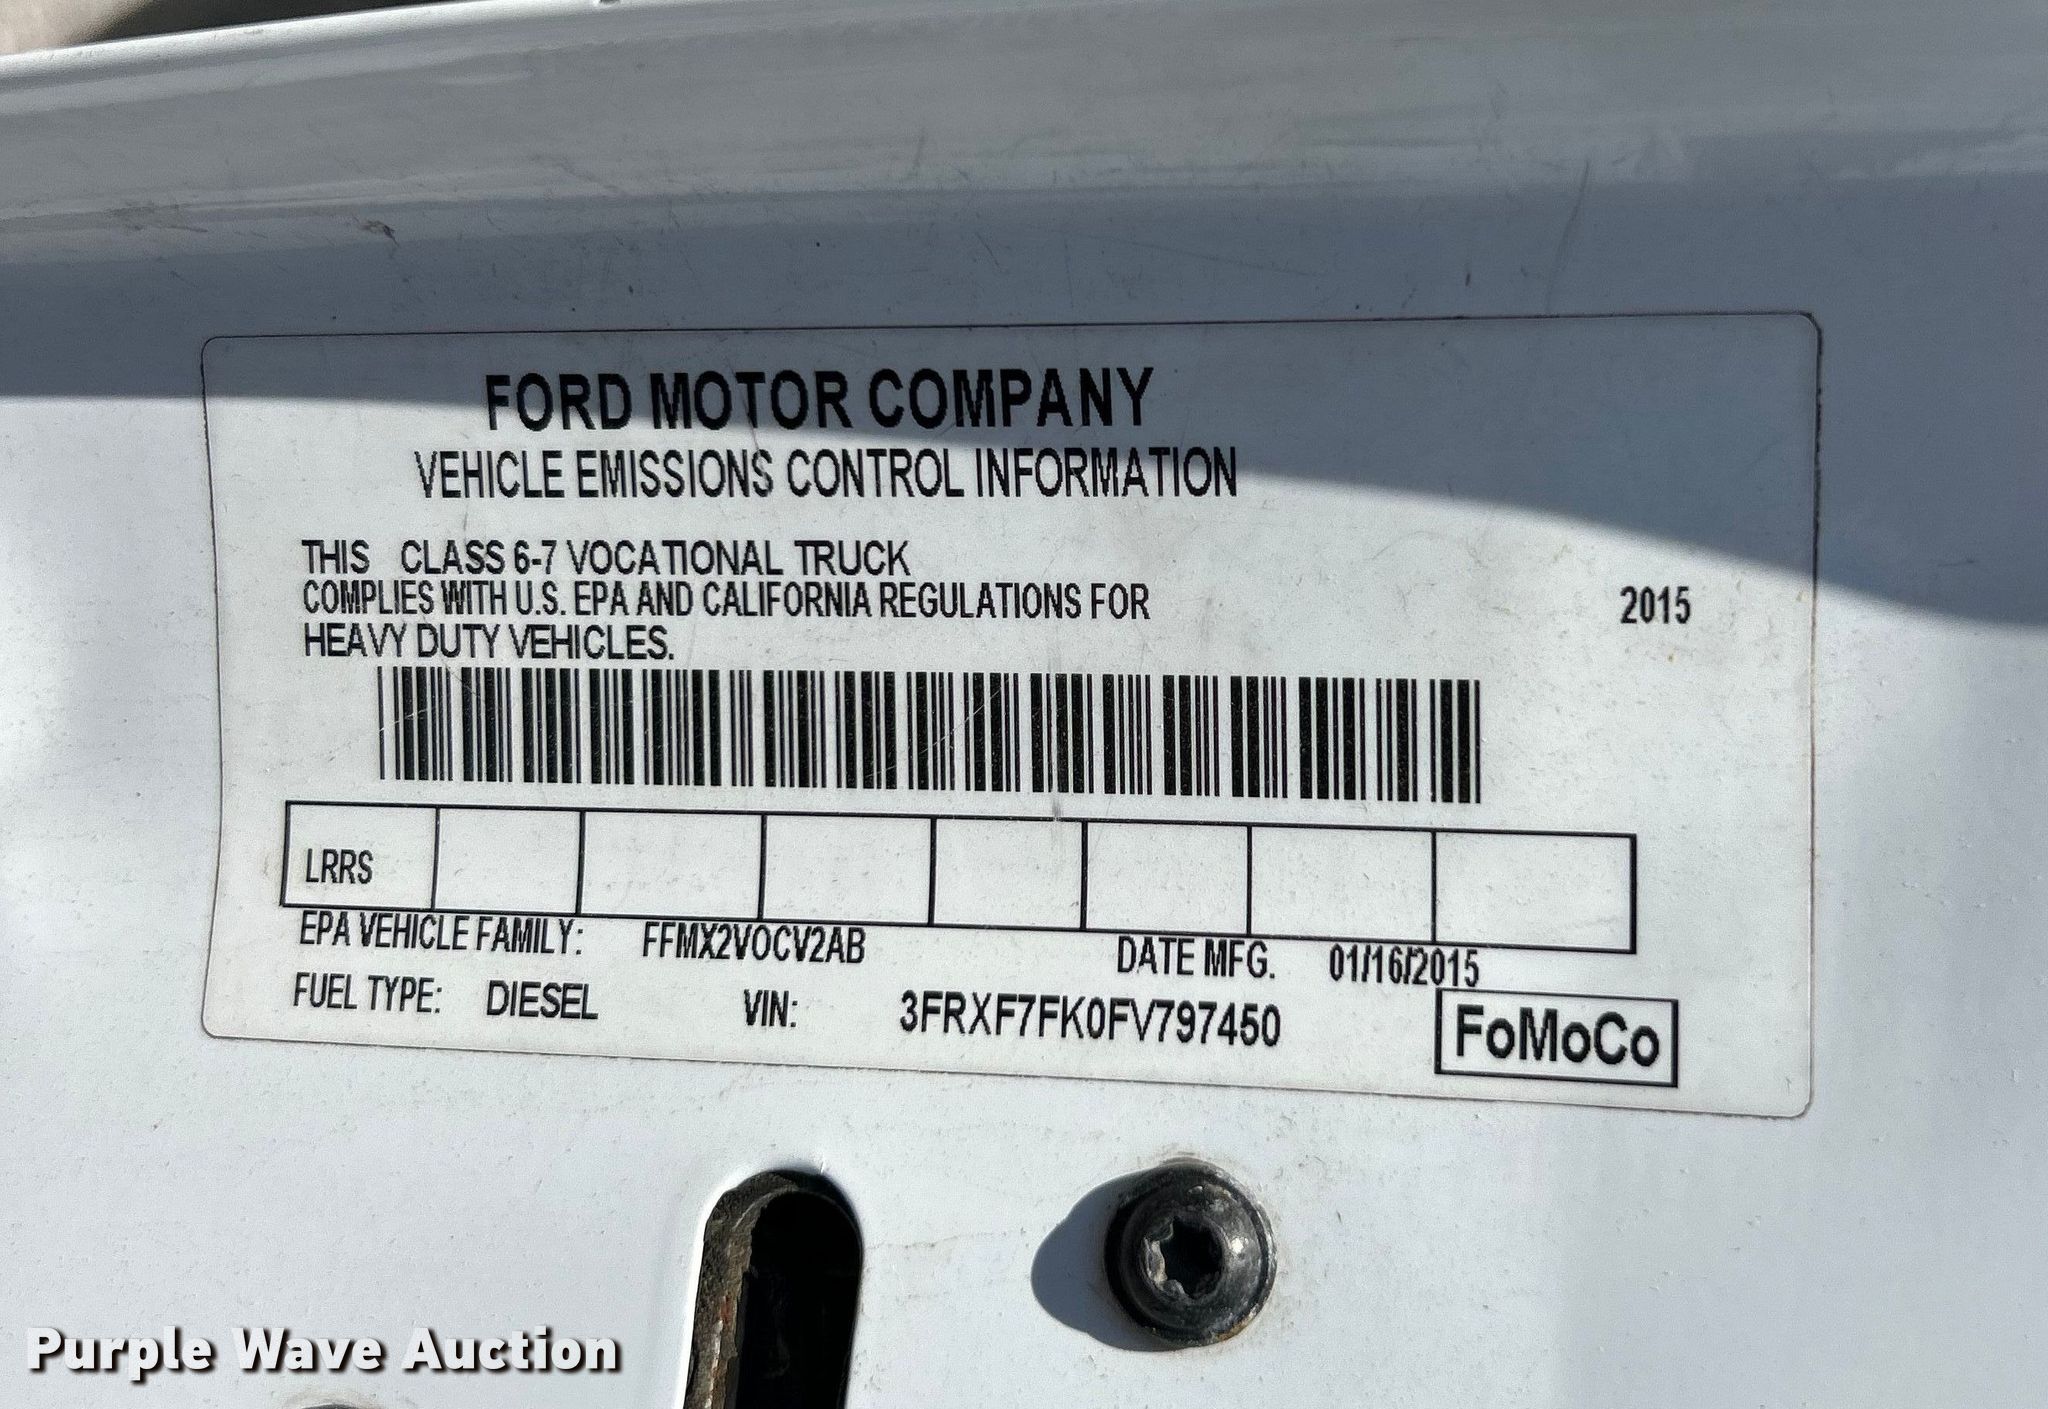 FORD MOTOR COMPANY
VEHICLE EMISSIONS CONTROL INFORMATION
THIS CLASS 6-7 VOCATIONAL TRUCK
COMPLIES WITH U.S. EPA AND CALIFORNIA REGULATIONS FOR
HEAVY DUTY VEHICLES.
2015
LRRS
EPA VEHICLE FAMILY: FFMX2VOCV2AB DATE MFG. 01/16/2015
FUEL TYPE: DIESEL VIN: 3FRXF7FK0FV797450
FoMoCo
Purple Wave Auction